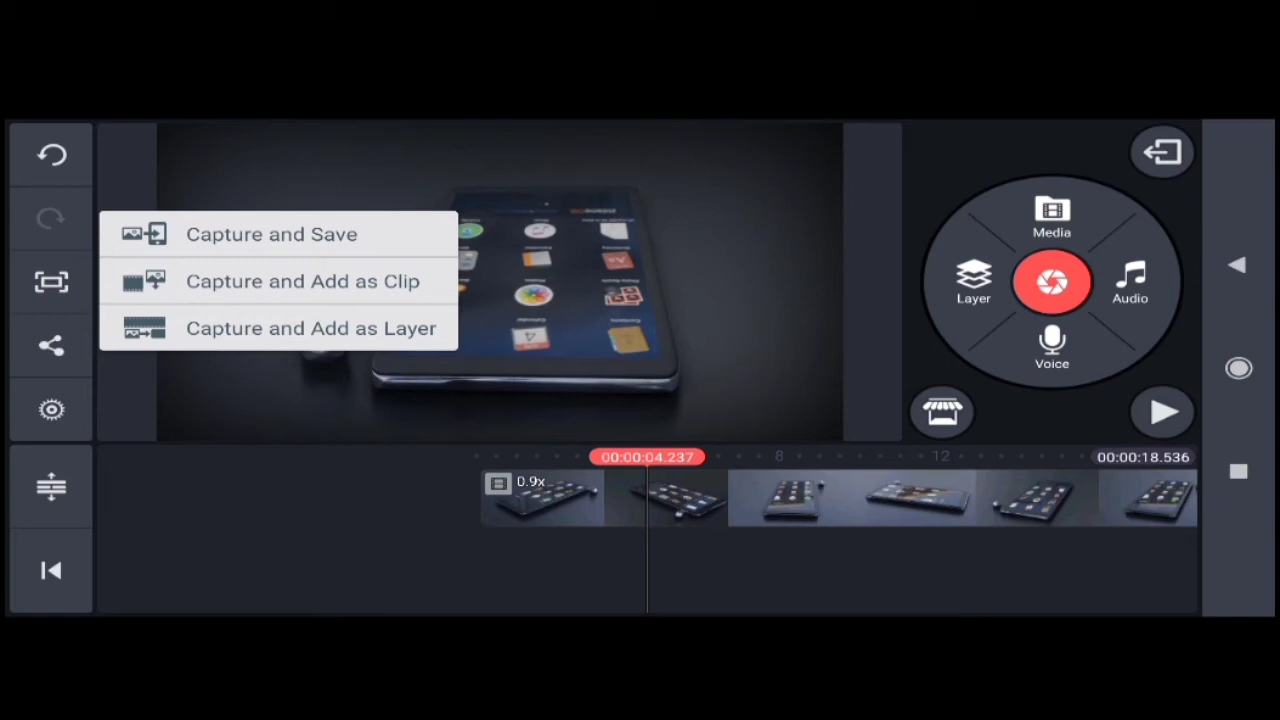 Capture and Save
Capture and Add as Clip
Capture and Add as Layer
Media
Layer
Audio
Voice
00:00:04.237
8
12
00:00:18.536
0.9x